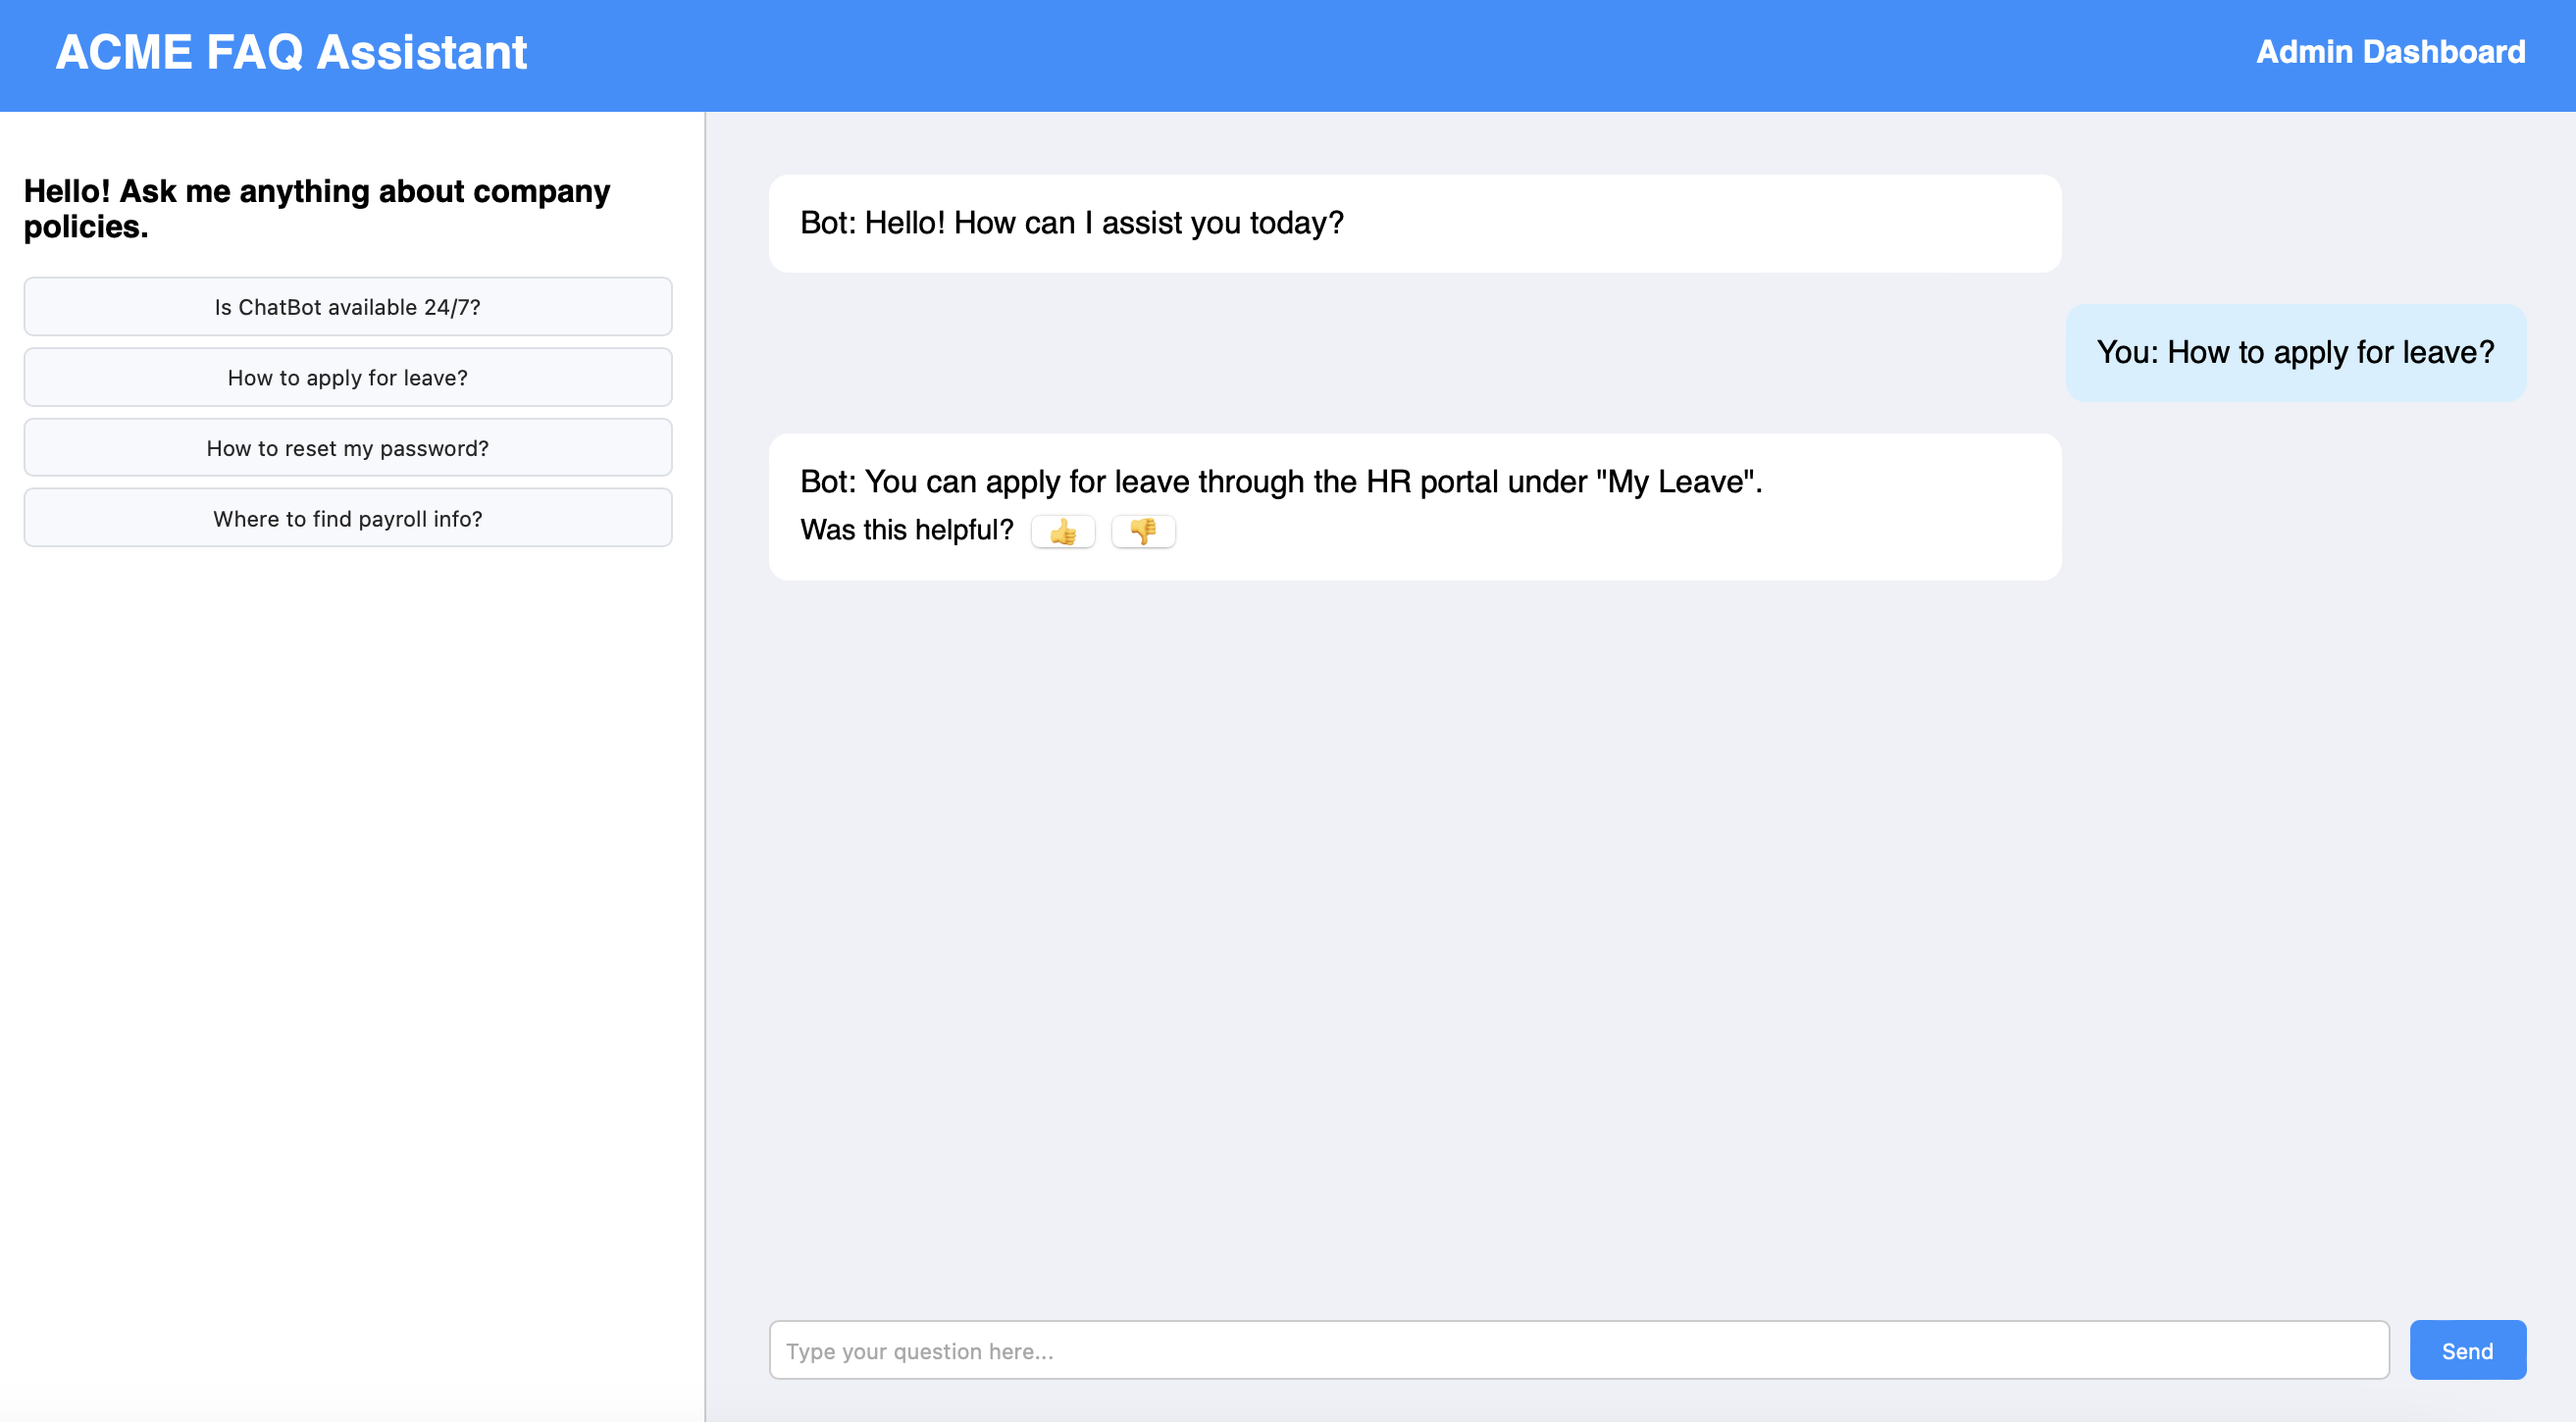 ACME FAQ Assistant
Admin Dashboard
Hello! Ask me anything about company
policies.
Is ChatBot available 24/7?
How to apply for leave?
How to reset my password?
Where to find payroll info?
Bot: Hello! How can I assist you today?
You: How to apply for leave?
Bot: You can apply for leave through the HR portal under "My Leave".
Was this helpful? 👍 👎
Type your question here...
Send